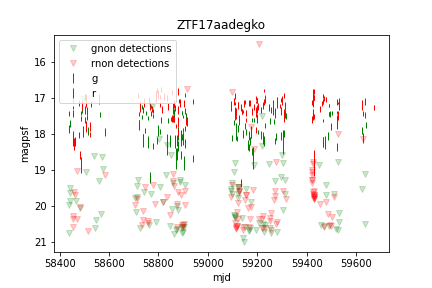 ZTF17aadegko
gnon detections
rnon detections
g
r
16
17
18
19
20
21
magpsf
58400 58600 58800 59000 59200 59400 59600
mjd